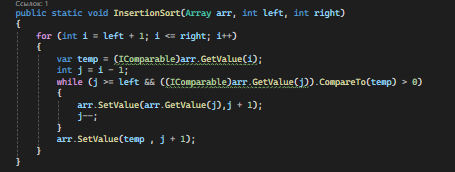 Ссылок: 1
public static void InsertionSort(Array arr, int left, int right)
{
for (int i = left + 1; i <= right; i++)
{
var temp = (IComparable)arr.GetValue(i);
int j = i - 1;
while (j >= left && ((IComparable)arr.GetValue(j)).CompareTo(temp) > 0)
{
arr.SetValue(arr.GetValue(j),j + 1);
j--;
}
arr.SetValue(temp , j + 1);
}
}